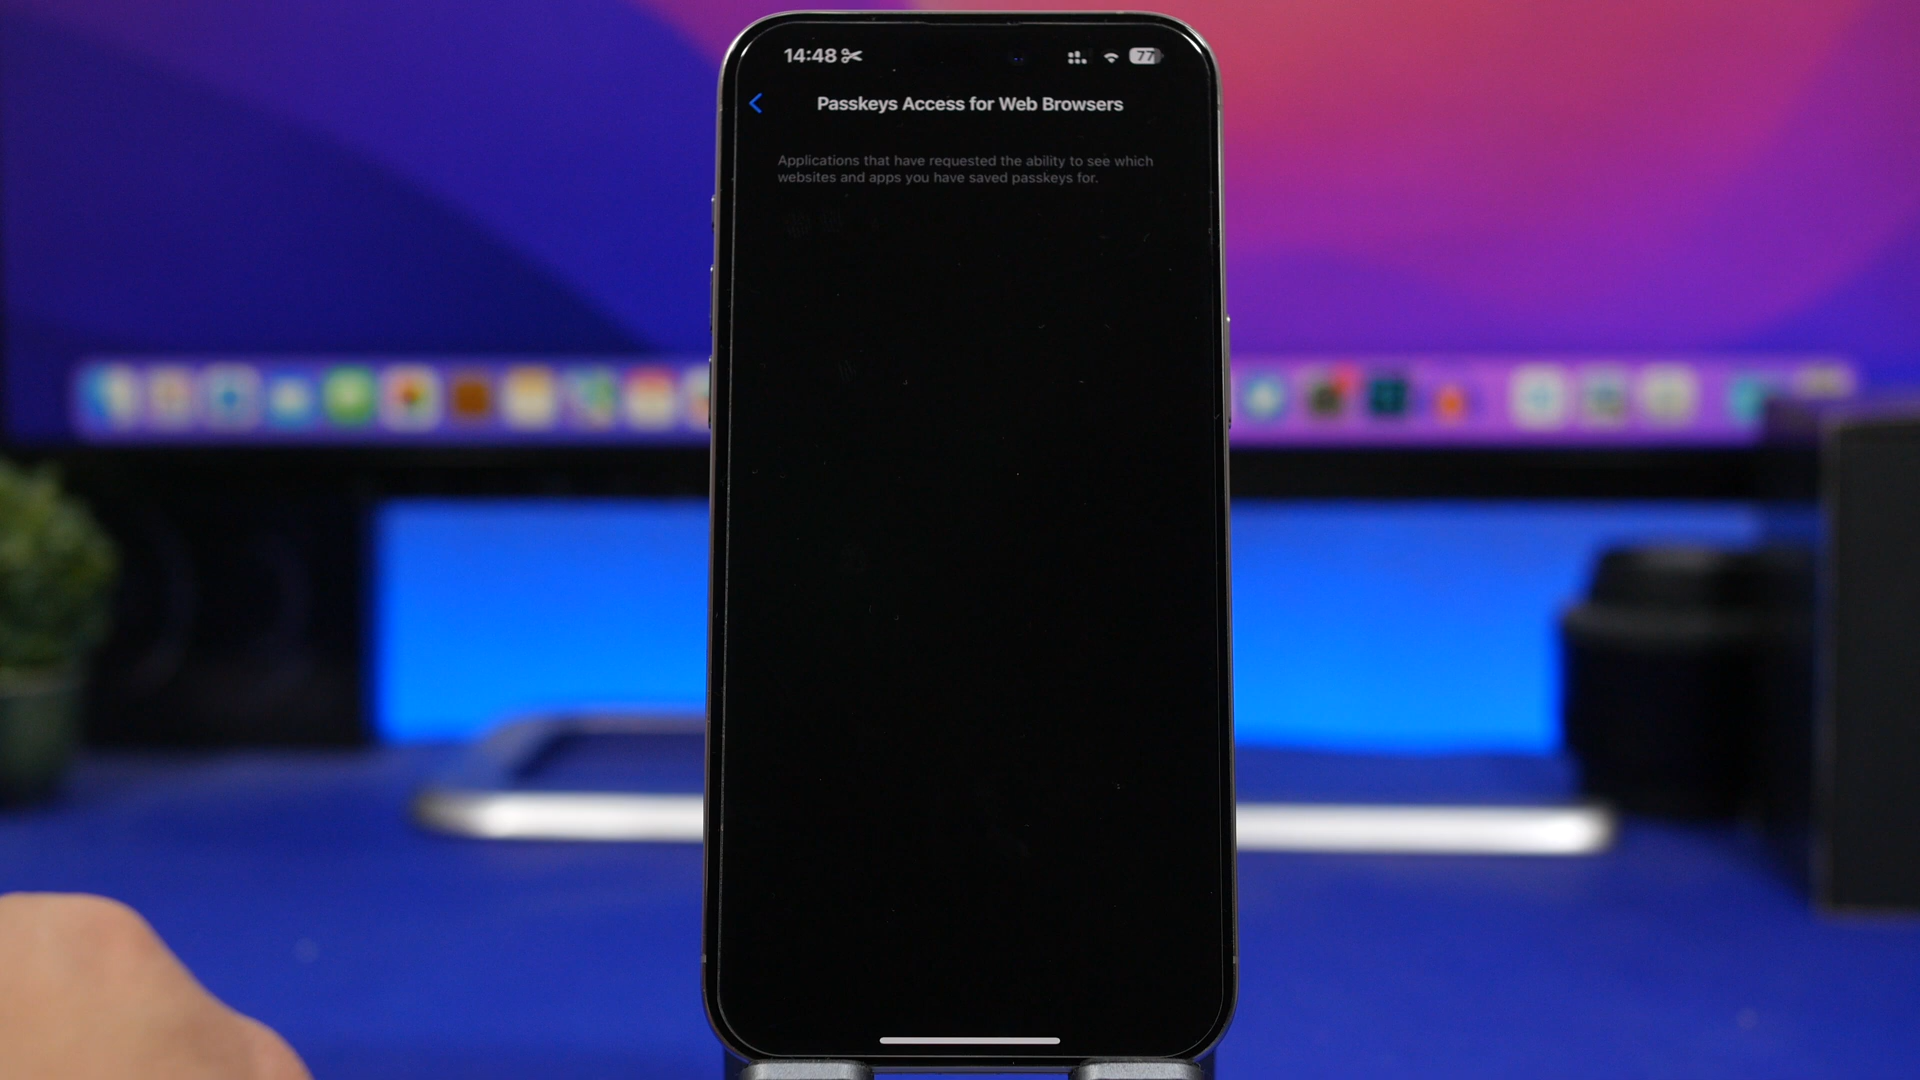 14:48
77
Passkeys Access for Web Browsers
Applications that have requested the ability to see which
websites and apps you have saved passkeys for.